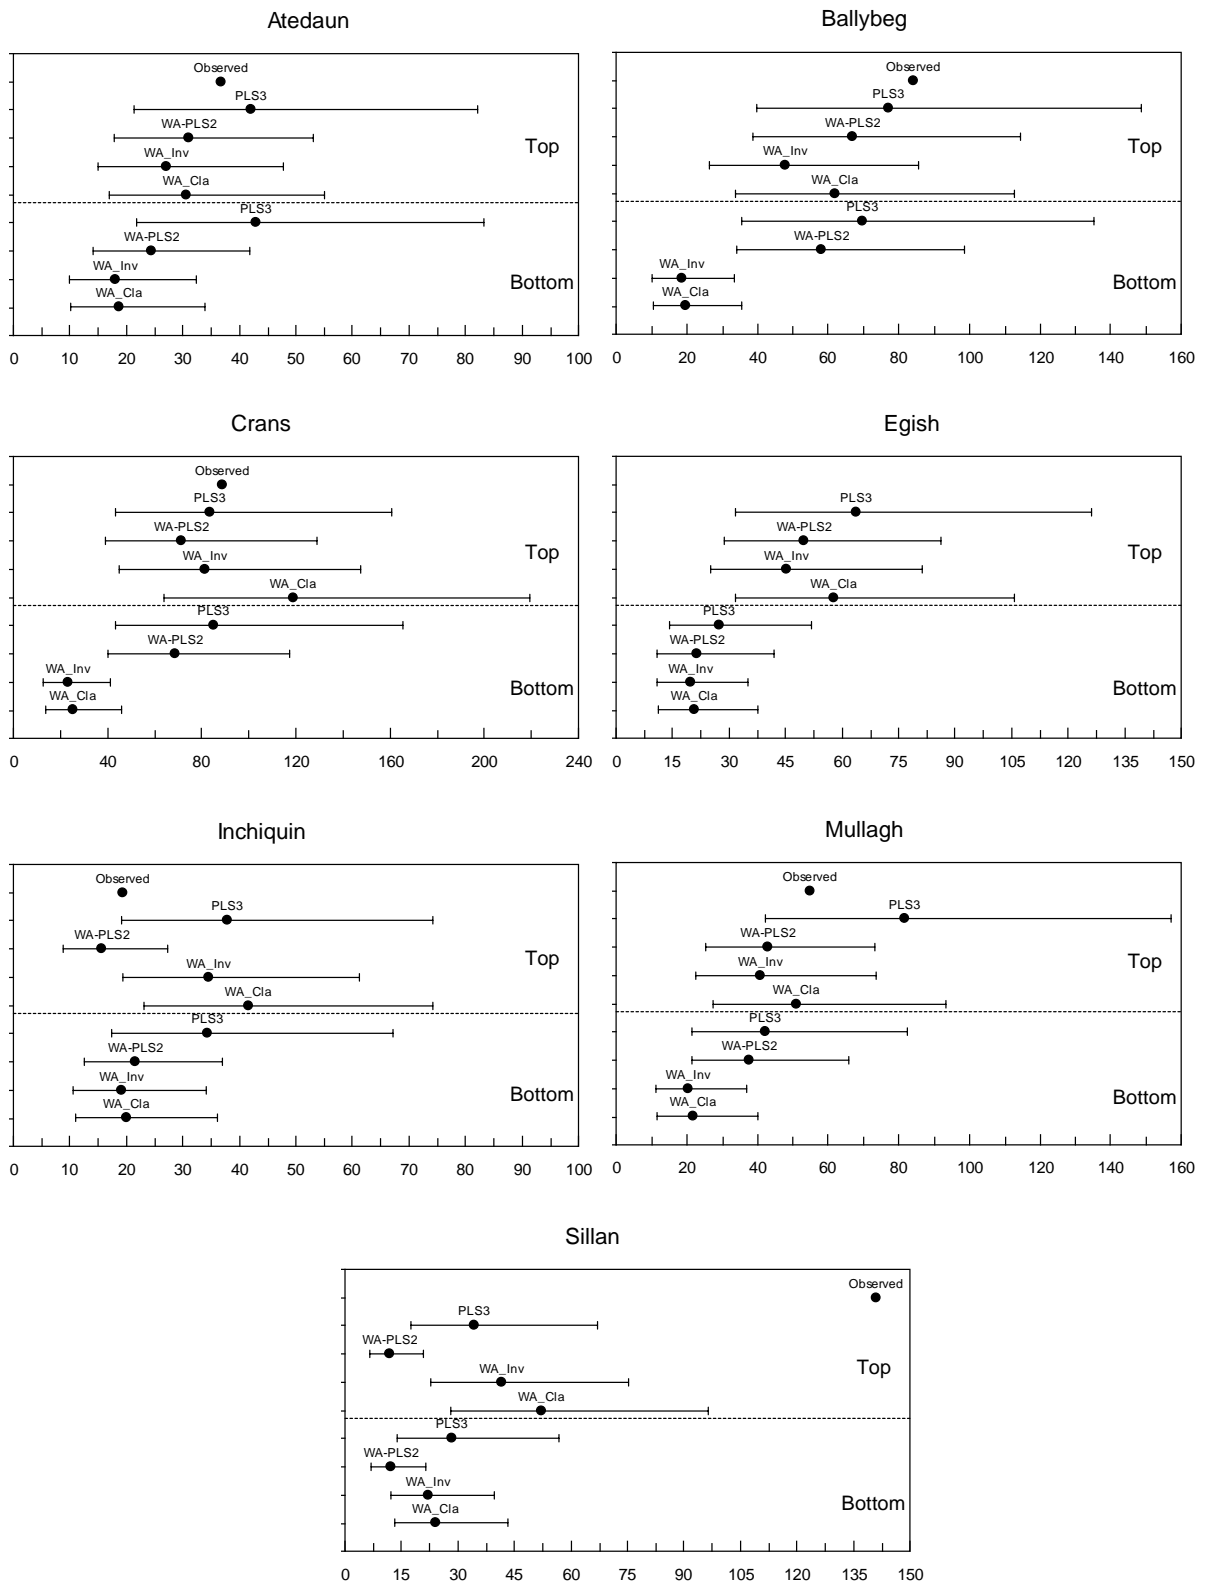 Atedaun
Observed
PLS3
WA-PLS2
Top
WA_Inv
WA_Cla
PLS3
WA-PLS2
WA_Inv
Bottom
WA_Cla
0 10 20 30 40 50 60 70 80 90 100
Ballybeg
Observed
PLS3
WA-PLS2
Top
WA_Inv
WA_Cla
PLS3
WA-PLS2
WA_Inv
Bottom
WA_Cla
0 20 40 60 80 100 120 140 160
Crans
Observed
PLS3
WA-PLS2
Top
WA_Inv
WA_Cla
PLS3
WA-PLS2
WA_Inv
Bottom
WA_Cla
0 40 80 120 160 200 240
Egish
PLS3
WA-PLS2
Top
WA_Inv
WA_Cla
PLS3
WA-PLS2
WA_Inv
Bottom
WA_Cla
0 15 30 45 60 75 90 105 120 135 150
Inchiquin
Observed
PLS3
WA-PLS2
Top
WA_Inv
WA_Cla
PLS3
WA-PLS2
WA_Inv
Bottom
WA_Cla
0 10 20 30 40 50 60 70 80 90 100
Mullagh
Observed
PLS3
WA-PLS2
Top
WA_Inv
WA_Cla
PLS3
WA-PLS2
WA_Inv
Bottom
WA_Cla
0 20 40 60 80 100 120 140 160
Sillan
Observed
PLS3
WA-PLS2
Top
WA_Inv
WA_Cla
PLS3
WA-PLS2
WA_Inv
Bottom
WA_Cla
0 15 30 45 60 75 90 105 120 135 150